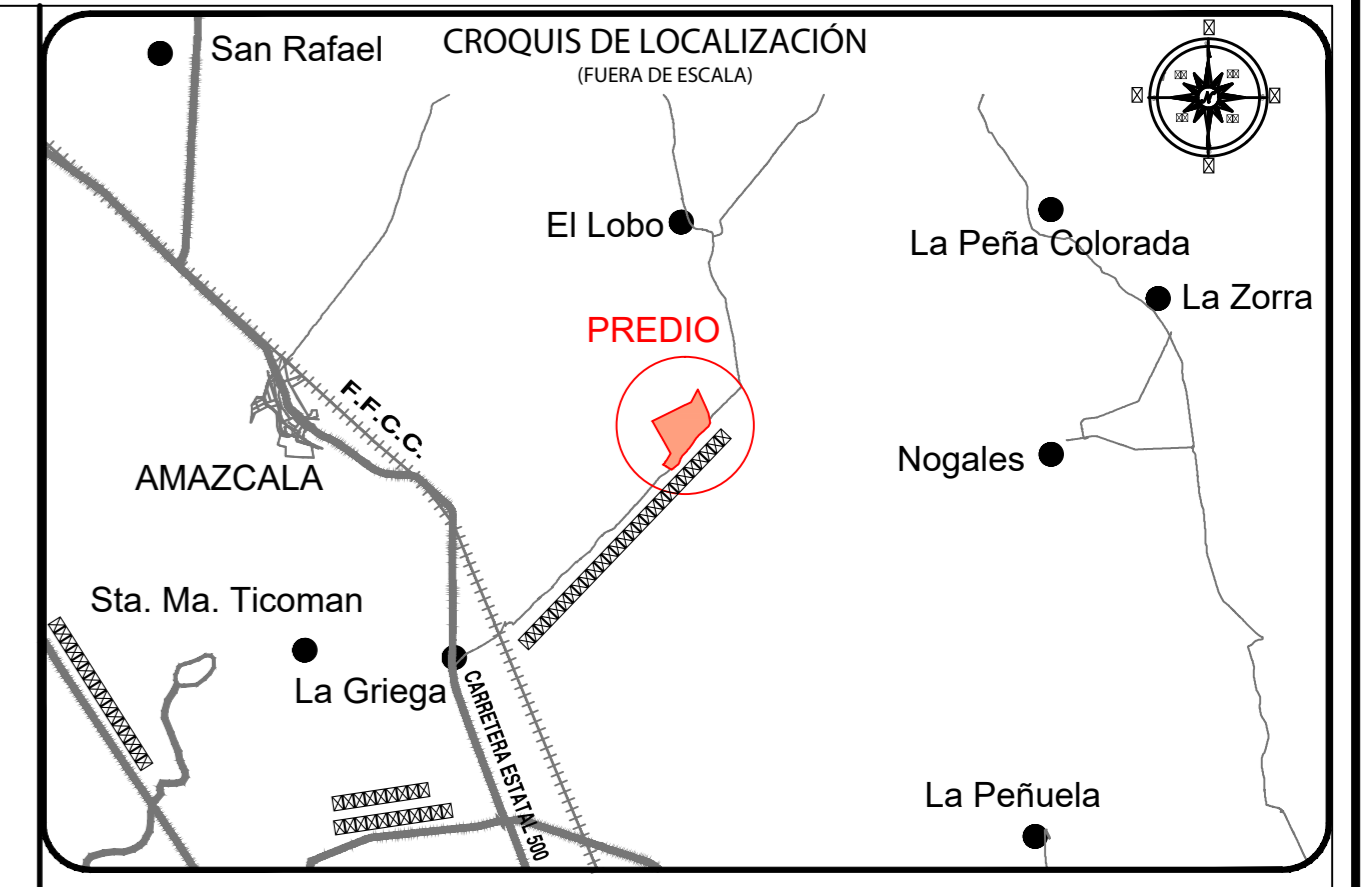 CROQUIS DE LOCALIZACIÓN
(FUERA DE ESCALA)
San Rafael
N
El Lobo
La Peña Colorada
La Zorra
PREDIO
F.F.C.C.
AMAZCALA
Nogales
Sta. Ma. Ticoman
La Griega
CARRETERA ESTATAL 500
La Peñuela